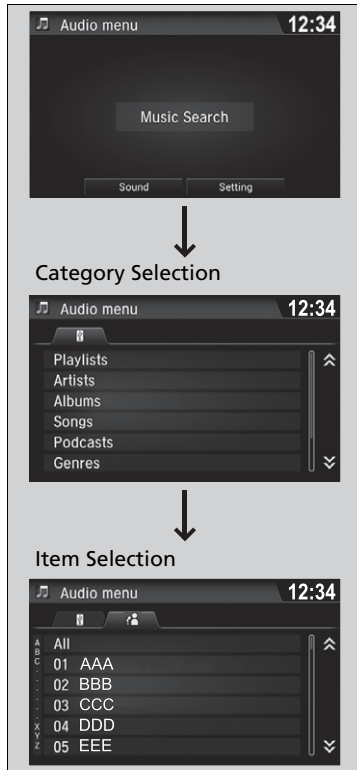 Audio menu 12:34
Music Search
Sound Setting
Category Selection
Audio menu 12:34
Playlists
Artists
Albums
Songs
Podcasts
Genres
Item Selection
Audio menu 12:34
A All
B
C 01 AAA
02 BBB
03 CCC
X 04 DDD
Y
Z 05 EEE